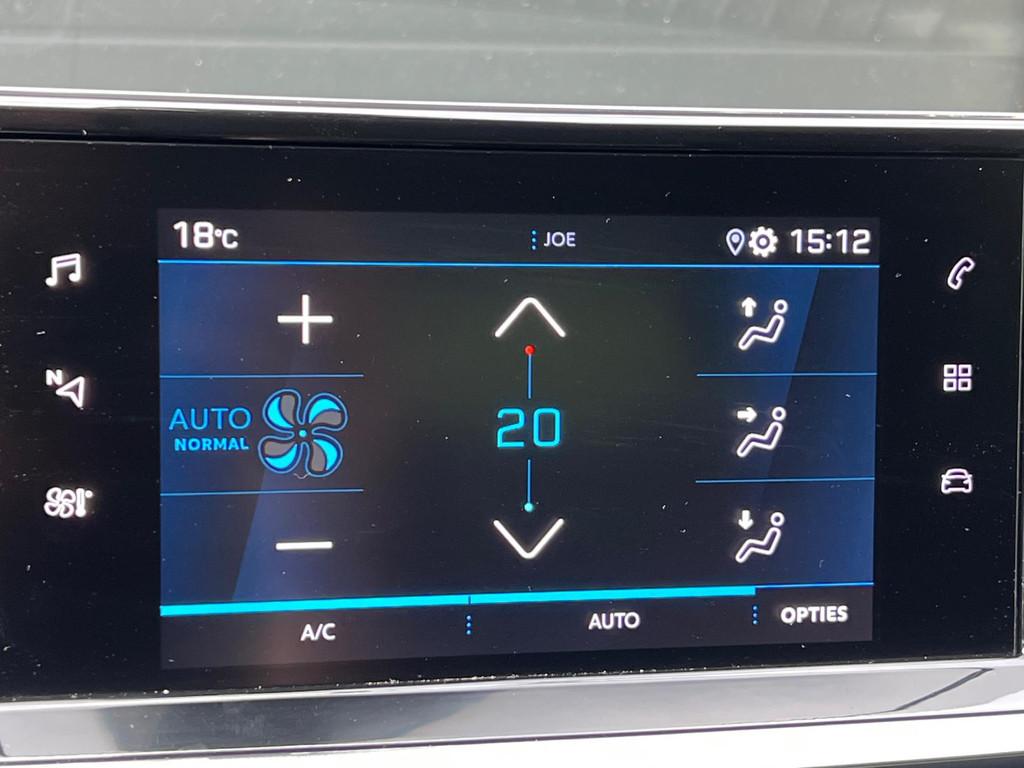 18°C
JOE
15:12
N
AUTO
NORMAL
20
A/C
AUTO
OPTIES